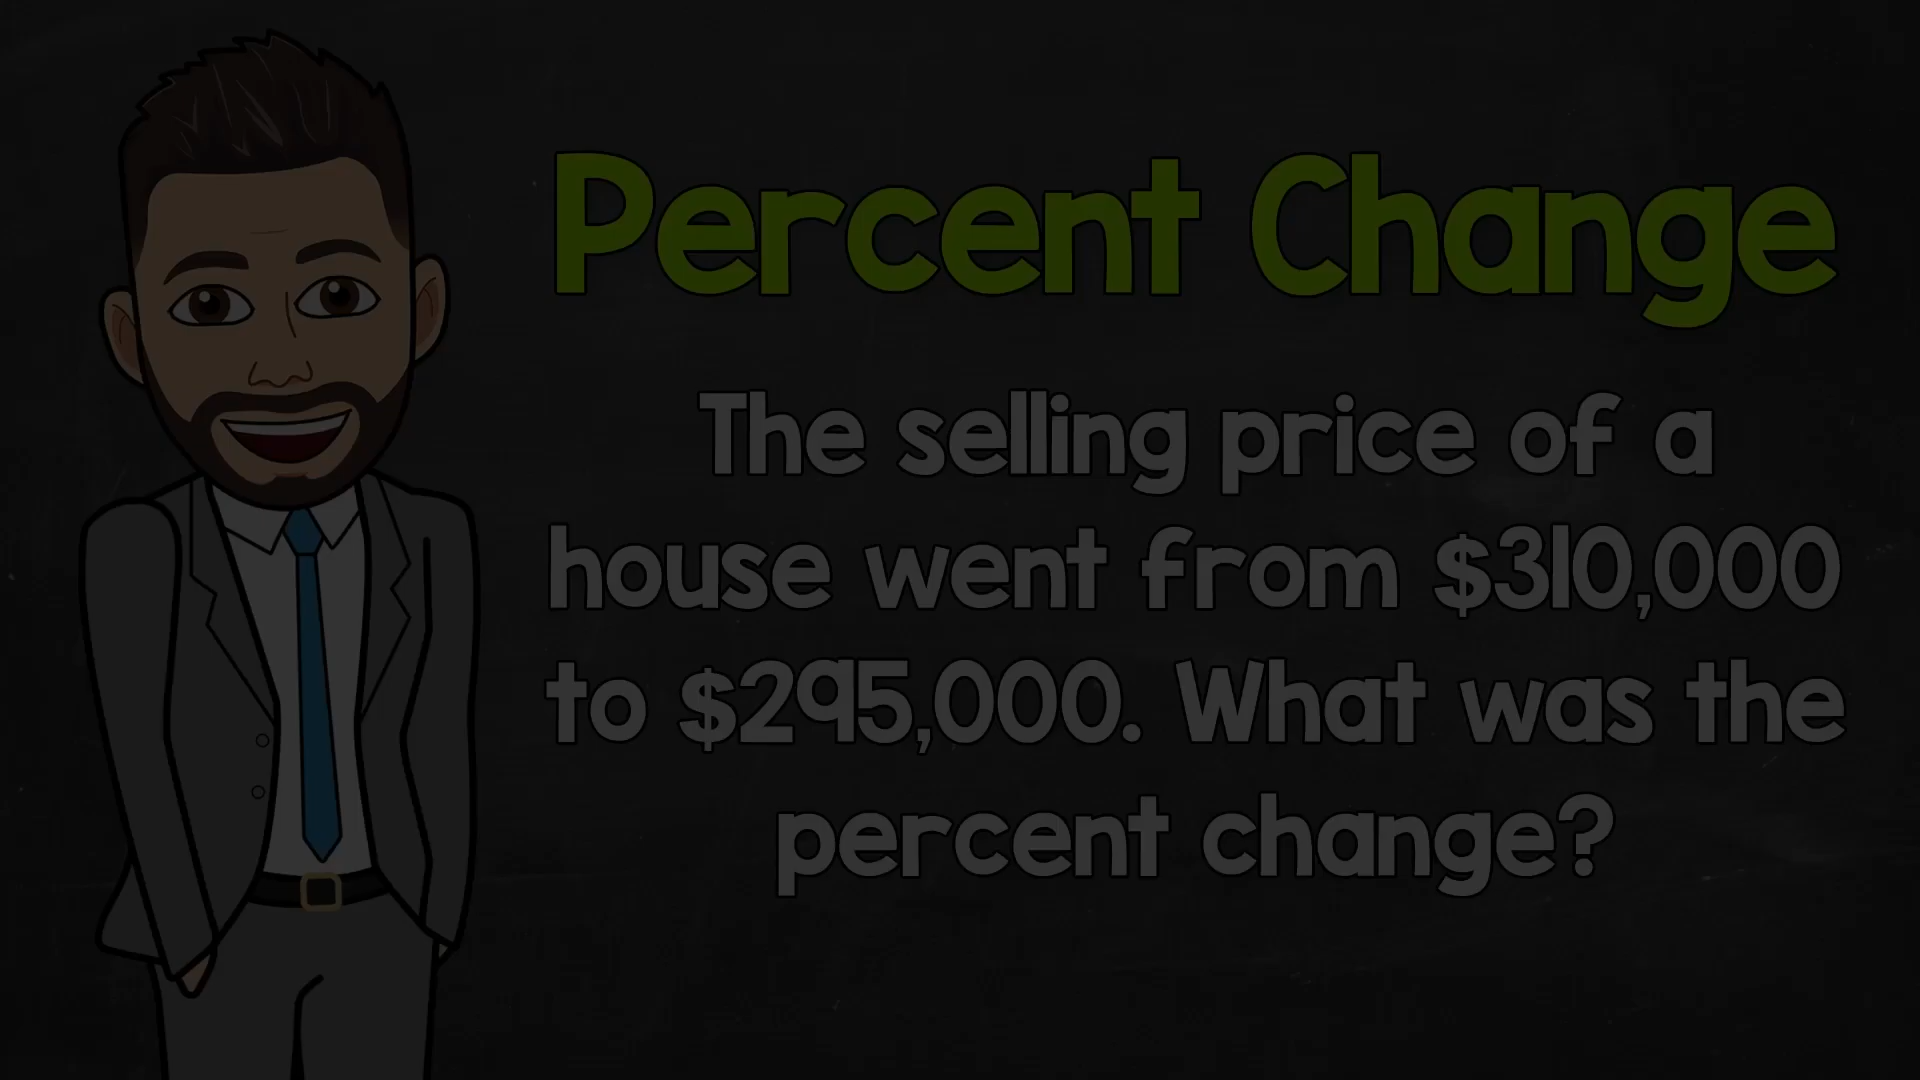 Percent Change
The selling price of a
house went from $310,000
to $295,000. What was the
percent change?